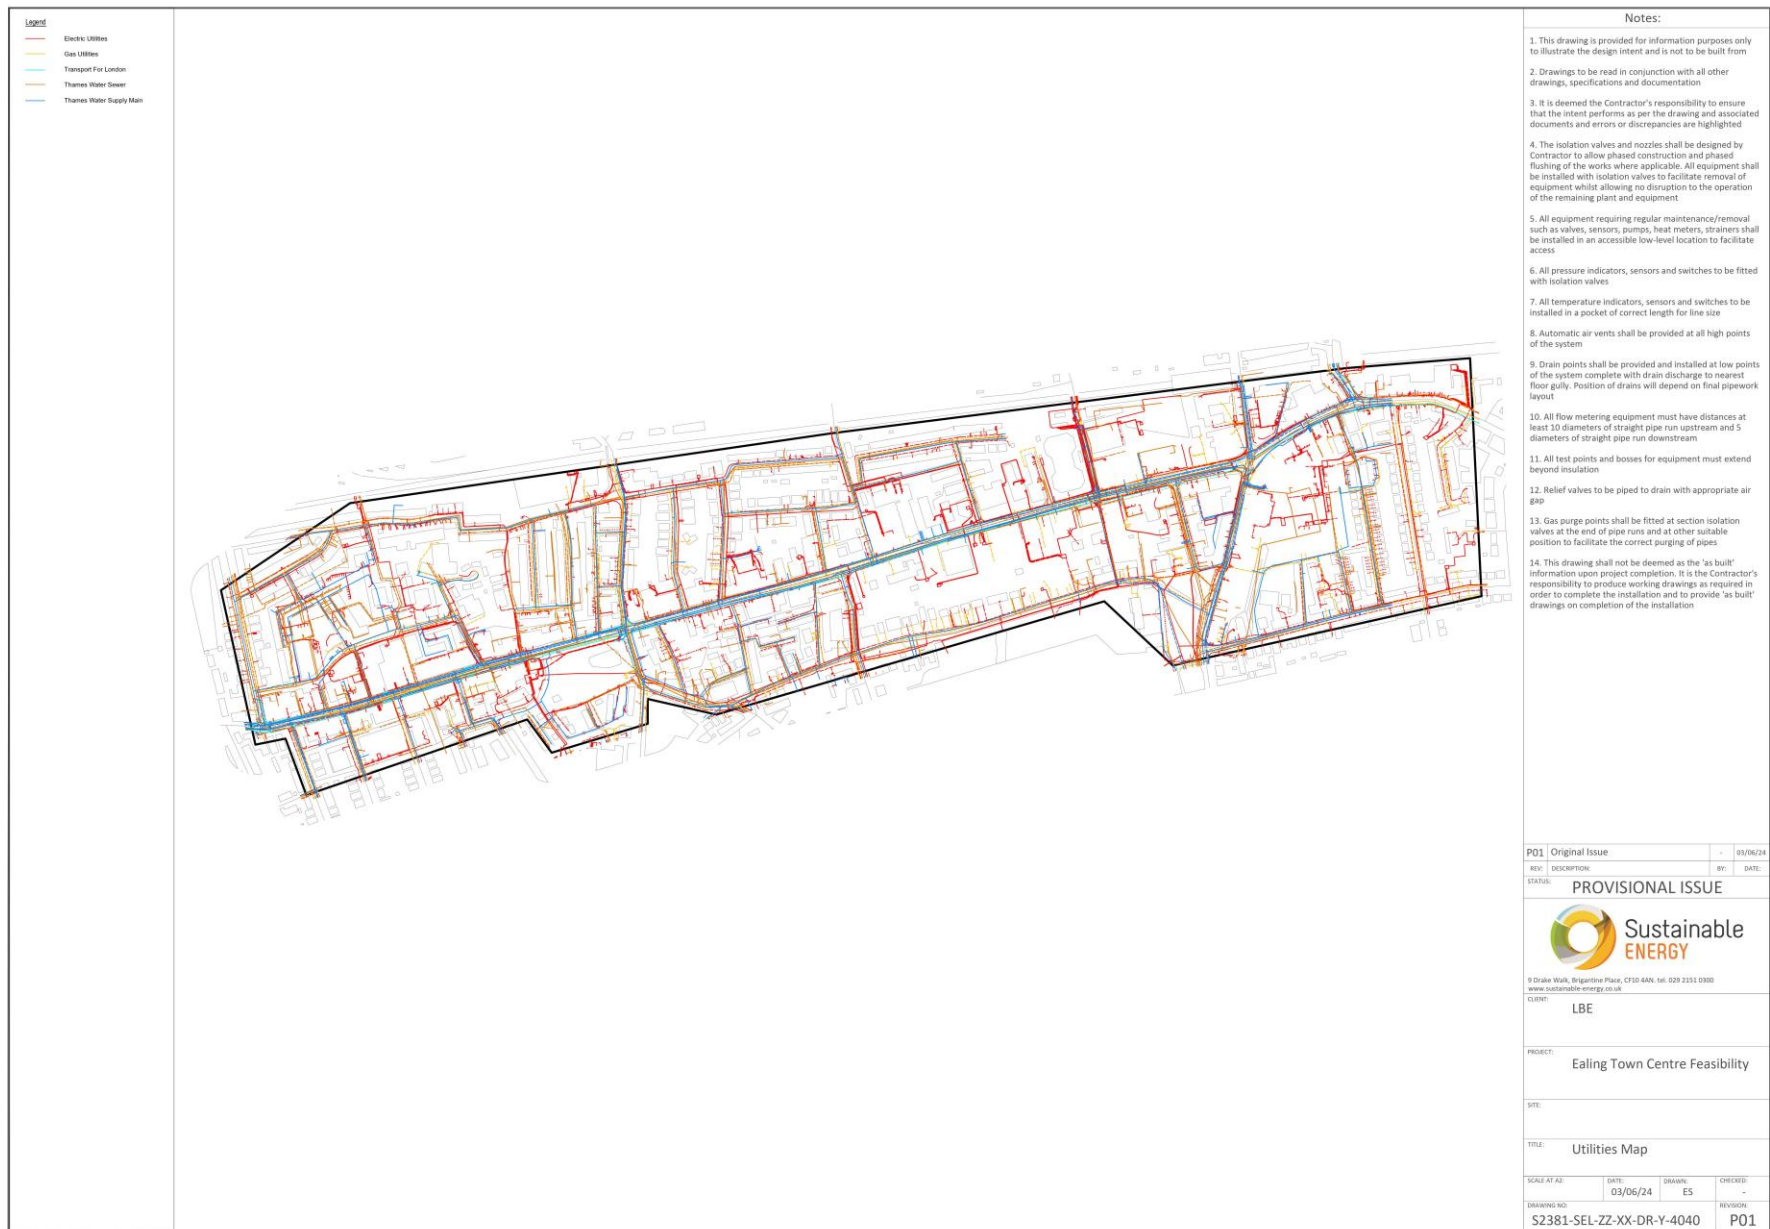 Legend
Electric Utilities
Gas Utilities
Transport For London
Thames Water Sewer
Thames Water Supply Main
Notes:
1. This drawing is provided for information purposes only
to illustrate the design intent and is not to be built from
2. Drawings to be read in conjunction with all other
drawings, specifications and documentation
3. It is deemed the Contractor's responsibility to ensure
that the intent performs as per the drawing and associated
documents and errors or discrepancies are highlighted
4. The isolation valves and nozzles shall be designed by
Contractor to allow phased construction and phased
flushing of the works where applicable. All equipment shall
be installed with isolation valves to facilitate removal of
equipment whilst allowing no disruption to the operation
of the remaining plant and equipment
5. All equipment requiring regular maintenance/removal
such as valves, sensors, pumps, heat meters, strainers shall
be installed in an accessible low-level location to facilitate
access
6. All pressure indicators, sensors and switches to be fitted
with isolation valves
7. All temperature indicators, sensors and switches to be
installed in a pocket of correct length for line size
8. Automatic air vents shall be provided at all high points
of the system
9. Drain points shall be provided and installed at low points
of the system complete with drain discharge to nearest
floor gully. Position of drains will depend on final pipework
layout
10. All flow metering equipment must have distances at
least 10 diameters of straight pipe run upstream and 5
diameters of straight pipe run downstream
11. All test points and bosses for equipment must extend
beyond insulation
12. Relief valves to be piped to drain with appropriate air
gap
13. Gas purge points shall be fitted at section isolation
valves at the end of pipe runs and at other suitable
position to facilitate the correct purging of pipes
14. This drawing shall not be deemed as the 'as built'
information upon project completion. It is the Contractor's
responsibility to produce working drawings as required in
order to complete the installation and to provide 'as built'
drawings on completion of the installation
P01 Original Issue - 03/06/24
REV: DESCRIPTION: BY: DATE:
STATUS: PROVISIONAL ISSUE
Sustainable
ENERGY
9 Drake Walk, Brigantine Place, CF10 4AN. tel. 029 2151 0300
www.sustainable-energy.co.uk
CLIENT:
LBE
PROJECT:
Ealing Town Centre Feasibility
SITE:
TITLE:
Utilities Map
SCALE AT A2: DATE: DRAWN: CHECKED:
03/06/24 ES -
DRAWING NO: REVISION:
S2381-SEL-ZZ-XX-DR-Y-4040 P01